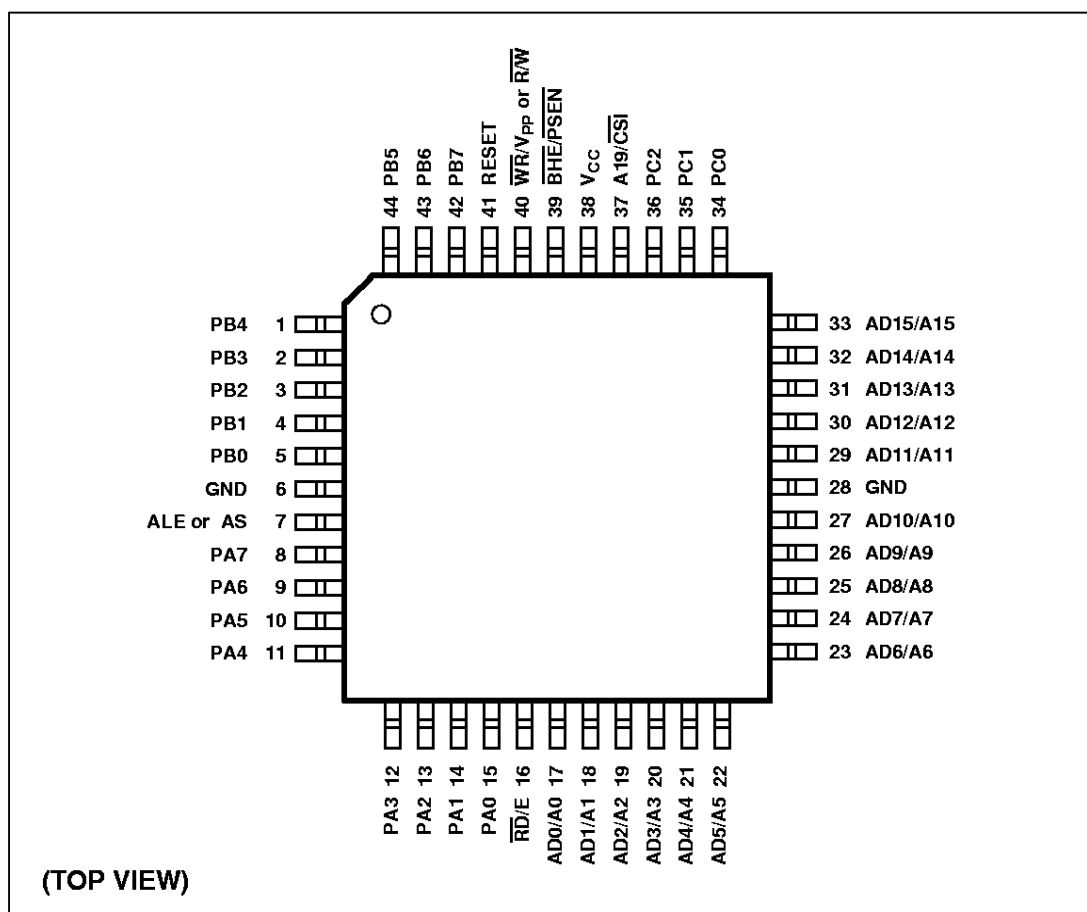 44 PB5
43 PB6
42 PB7
41 RESET
40 W̅R̅/VPP or R̅/̅W̅
39 B̅H̅E̅/P̅S̅E̅N̅
38 VCC
37 A19/C̅S̅I̅
36 PC2
35 PC1
34 PC0
PB4 1
PB3 2
PB2 3
PB1 4
PB0 5
GND 6
ALE or AS 7
PA7 8
PA6 9
PA5 10
PA4 11
33 AD15/A15
32 AD14/A14
31 AD13/A13
30 AD12/A12
29 AD11/A11
28 GND
27 AD10/A10
26 AD9/A9
25 AD8/A8
24 AD7/A7
23 AD6/A6
PA3 12
PA2 13
PA1 14
PA0 15
R̅D̅/E 16
AD0/A0 17
AD1/A1 18
AD2/A2 19
AD3/A3 20
AD4/A4 21
AD5/A5 22
(TOP VIEW)